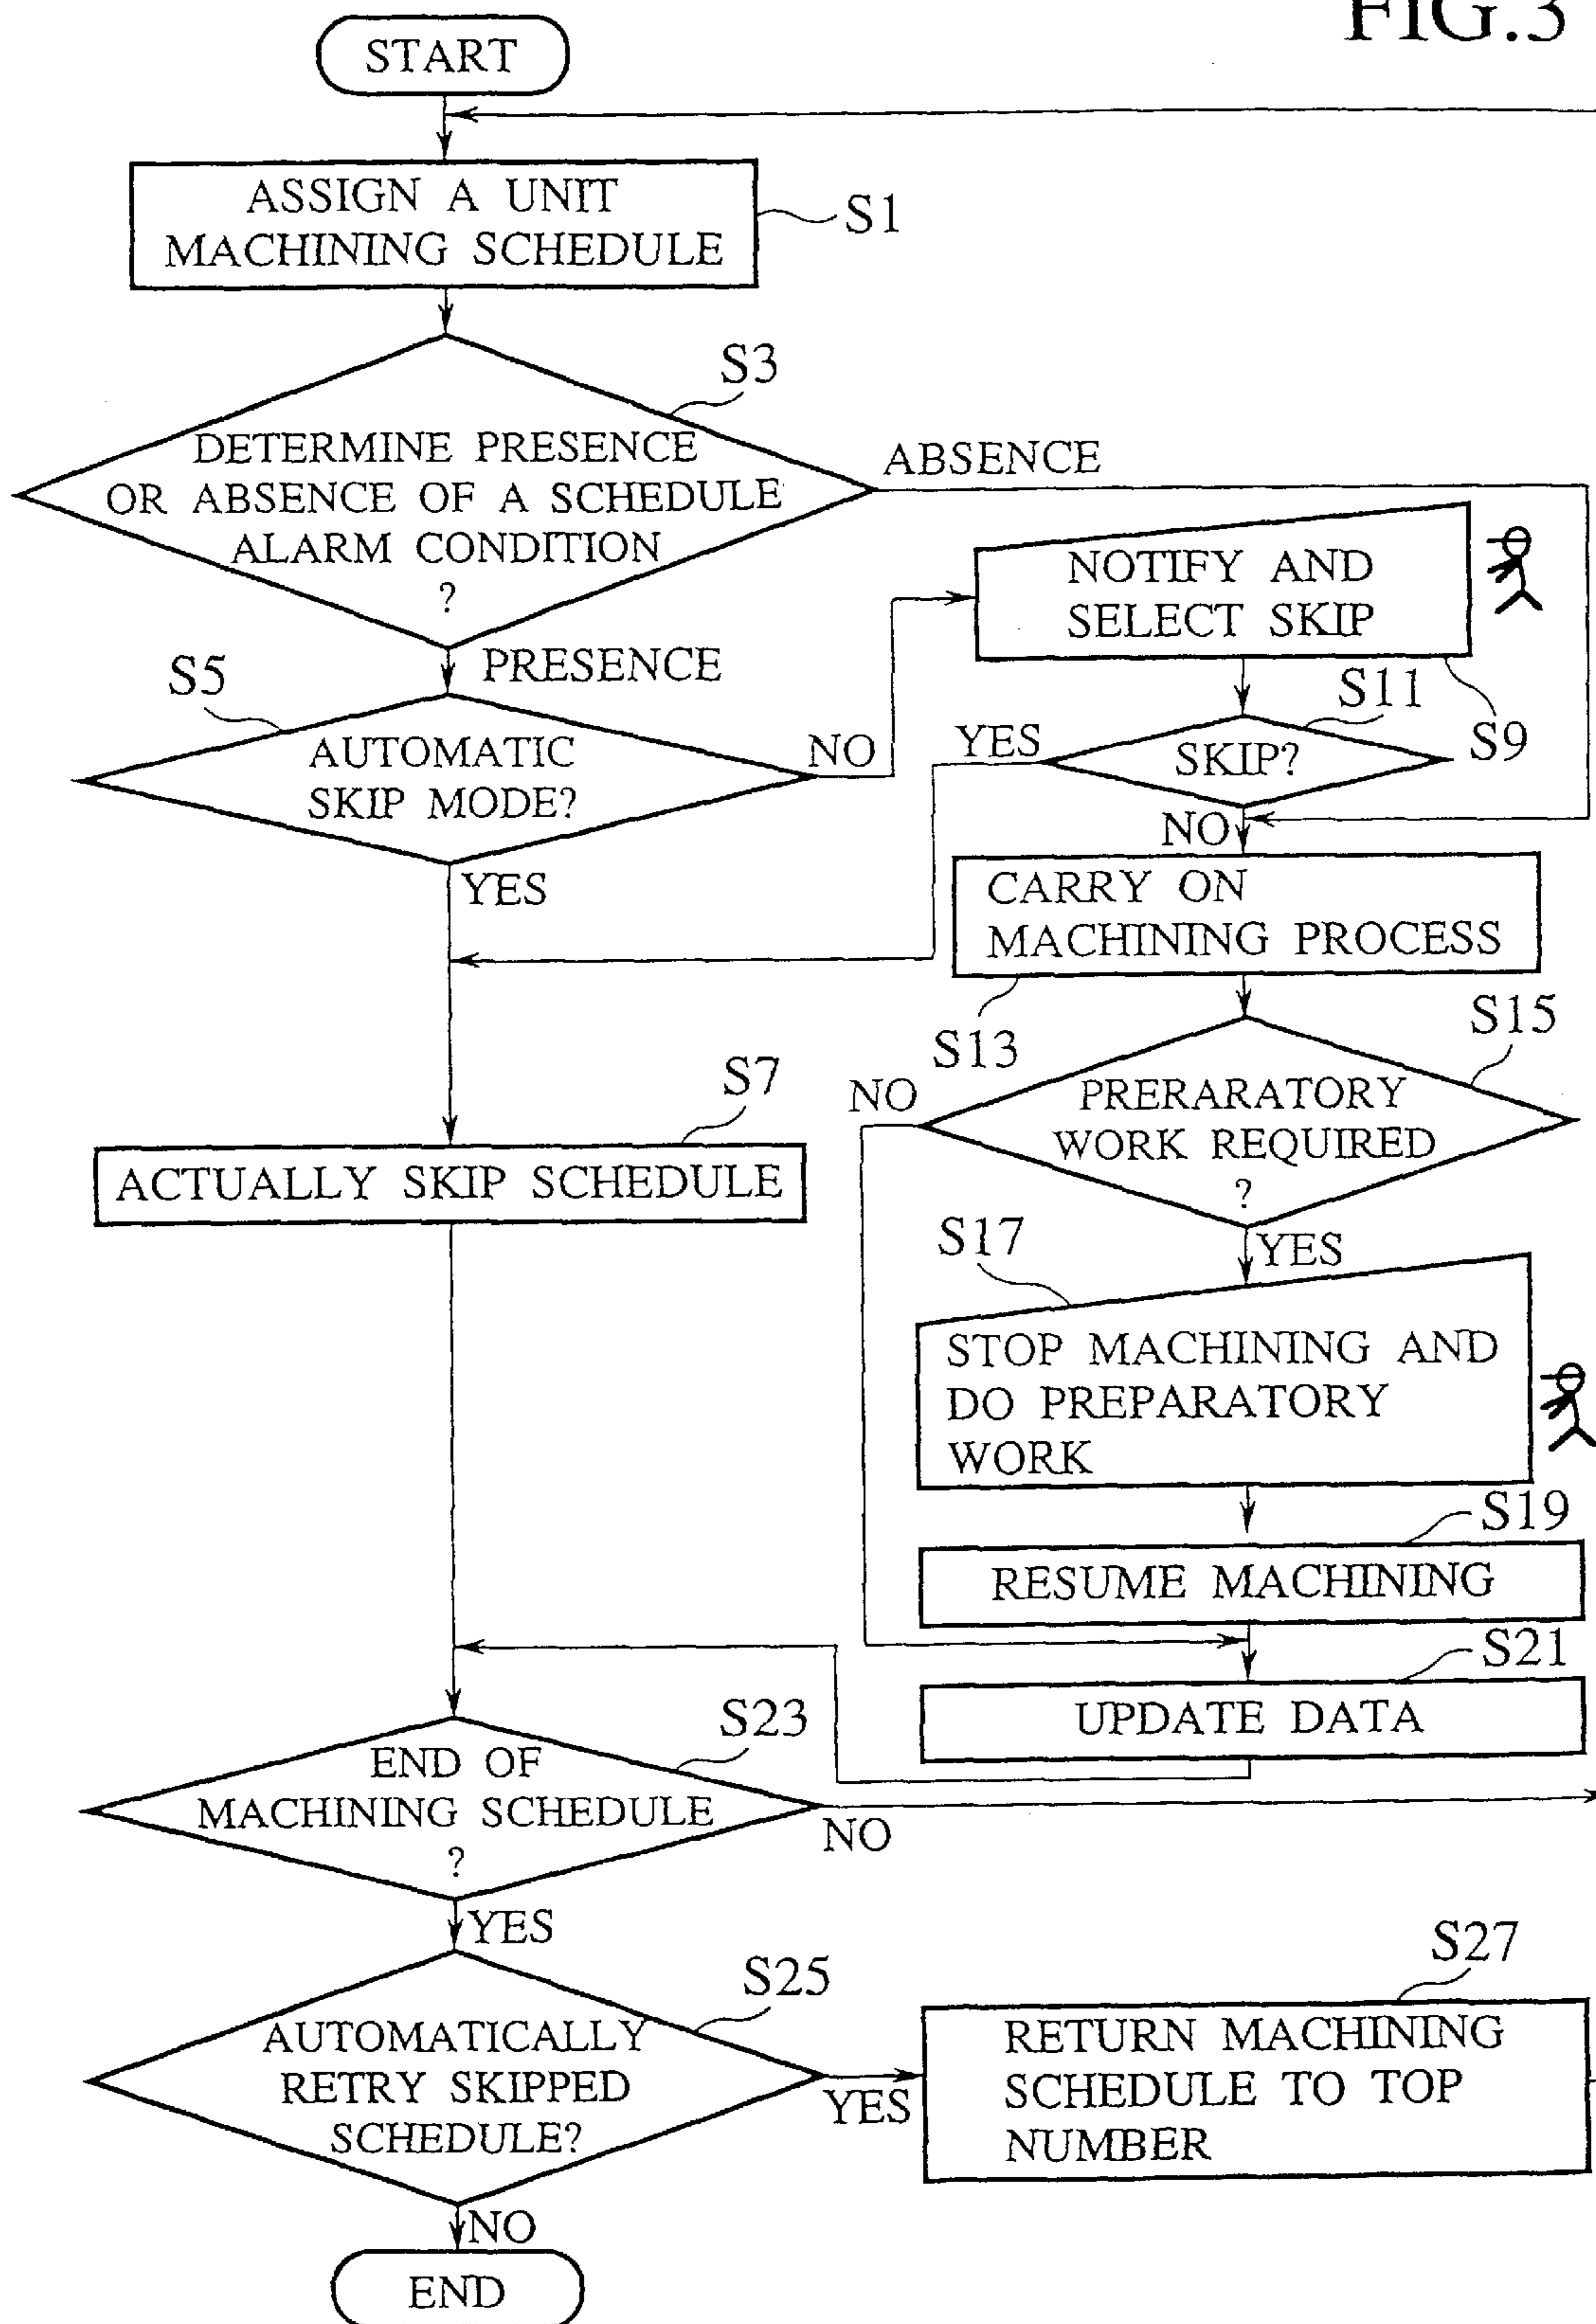 FIG.3
START
ASSIGN A UNIT
MACHINING SCHEDULE
S1
S3
DETERMINE PRESENCE
OR ABSENCE OF A SCHEDULE
ALARM CONDITION
?
ABSENCE
PRESENCE
NOTIFY AND
SELECT SKIP
S9
S5
AUTOMATIC
SKIP MODE?
NO
YES
S11
SKIP?
YES
NO
CARRY ON
MACHINING PROCESS
S13
S15
PRERARATORY
WORK REQUIRED
?
NO
YES
S7
ACTUALLY SKIP SCHEDULE
S17
STOP MACHINING AND
DO PREPARATORY
WORK
S19
RESUME MACHINING
S21
UPDATE DATA
S23
END OF
MACHINING SCHEDULE
?
NO
YES
S25
AUTOMATICALLY
RETRY SKIPPED
SCHEDULE?
YES
NO
S27
RETURN MACHINING
SCHEDULE TO TOP
NUMBER
END